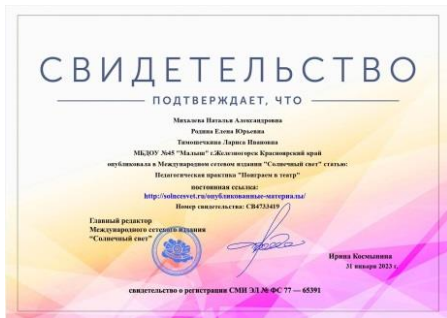 СВИДЕТЕЛЬСТВО
ПОДТВЕРЖДАЕТ, ЧТО
Михалева Наталья Александровна
Родина Елена Юрьевна
Тимошечкина Лариса Ивановна
МБДОУ №45 "Малыш" г.Железногорск Красноярский край
опубликовала в Международном сетевом издании "Солнечный свет" статью:
Педагогическая практика "Поиграем в театр"
постоянная ссылка:
http://solncesvet.ru/опубликованные-материалы/
Номер свидетельства: СВ4733419
Главный редактор
Международного сетевого издания
"Солнечный свет"
Ирина Космынина
31 января 2023 г.
свидетельство о регистрации СМИ ЭЛ № ФС 77 — 65391